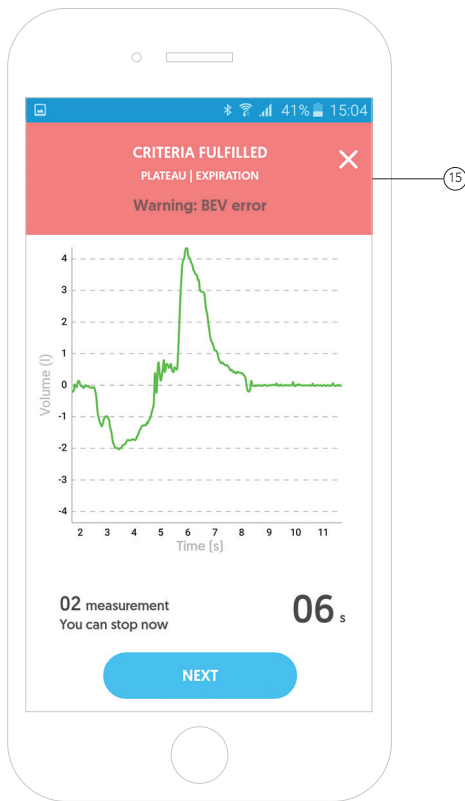 41% 15:04
CRITERIA FULFILLED
PLATEAU | EXPIRATION
Warning: BEV error
15
4
3
2
1
0
-1
-2
-3
-4
Volume (l)
2 3 4 5 6 7 8 9 10 11
Time (s)
02 measurement
You can stop now
06 s
NEXT